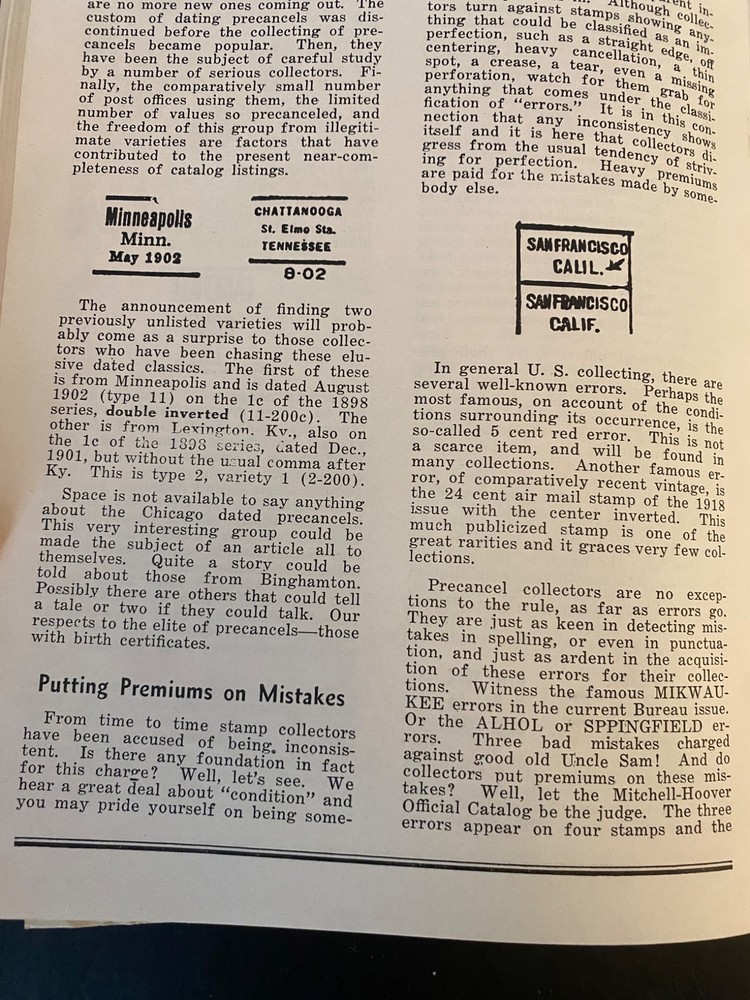 are no more new ones coming out. The
custom of dating precancels was dis-
continued before the collecting of pre-
cancels became popular. Then, they
have been the subject of careful study
by a number of serious collectors. Fi-
nally, the comparatively small number
of post offices using them, the limited
number of values so precanceled, and
the freedom of this group from illegiti-
mate varieties are factors that have
contributed to the present near-com-
pleteness of catalog listings.
Minneapolis
Minn.
May 1902
CHATTANOOGA
St. Elmo Sta.
TENNESSEE
8-02
The announcement of finding two
previously unlisted varieties will prob-
ably come as a surprise to those collec-
tors who have been chasing these elu-
sive dated classics. The first of these
is from Minneapolis and is dated August
1902 (type 11) on the 1c of the 1898
series, double inverted (11-200c). The
other is from Lexington, Ky., also on
the 1c of the 1898 series, dated Dec.,
1901, but without the usual comma after
Ky. This is type 2, variety 1 (2-200).
Space is not available to say anything
about the Chicago dated precancels.
This very interesting group could be
made the subject of an article all to
themselves. Quite a story could be
told about those from Binghamton.
Possibly there are others that could tell
a tale or two if they could talk. Our
respects to the elite of precancels—those
with birth certificates.
Putting Premiums on Mistakes
From time to time stamp collectors
have been accused of being inconsis-
tent. Is there any foundation in fact
for this charge? Well, let's see. We
hear a great deal about "condition" and
you may pride yourself on being some-
Although collec-
tors turn against stamps showing any-
thing that could be classified as an im-
perfection, such as a straight edge, off
centering, heavy cancellation, a thin
spot, a crease, a tear, even a missing
perforation, watch for them grab for
anything that comes under the classi-
fication of "errors." It is in this con-
nection that any inconsistency shows
itself and it is here that collectors di-
gress from the usual tendency of striv-
ing for perfection. Heavy premiums
are paid for the mistakes made by some-
body else.
SAN FRANCISCO
CALIL.
SAN FRANCISCO
CALIF.
In general U. S. collecting, there are
several well-known errors. Perhaps the
most famous, on account of the condi-
tions surrounding its occurrence, is the
so-called 5 cent red error. This is not
a scarce item, and will be found in
many collections. Another famous er-
ror, of comparatively recent vintage, is
the 24 cent air mail stamp of the 1918
issue with the center inverted. This
much publicized stamp is one of the
great rarities and it graces very few col-
lections.
Precancel collectors are no excep-
tions to the rule, as far as errors go.
They are just as keen in detecting mis-
takes in spelling, or even in punctua-
tion, and just as ardent in the acquisi-
tion of these errors for their collec-
tions. Witness the famous MIKWAU-
KEE errors in the current Bureau issue.
Or the ALHOL or SPPINGFIELD er-
rors. Three bad mistakes charged
against good old Uncle Sam! And do
collectors put premiums on these mis-
takes? Well, let the Mitchell-Hoover
Official Catalog be the judge. The three
errors appear on four stamps and the